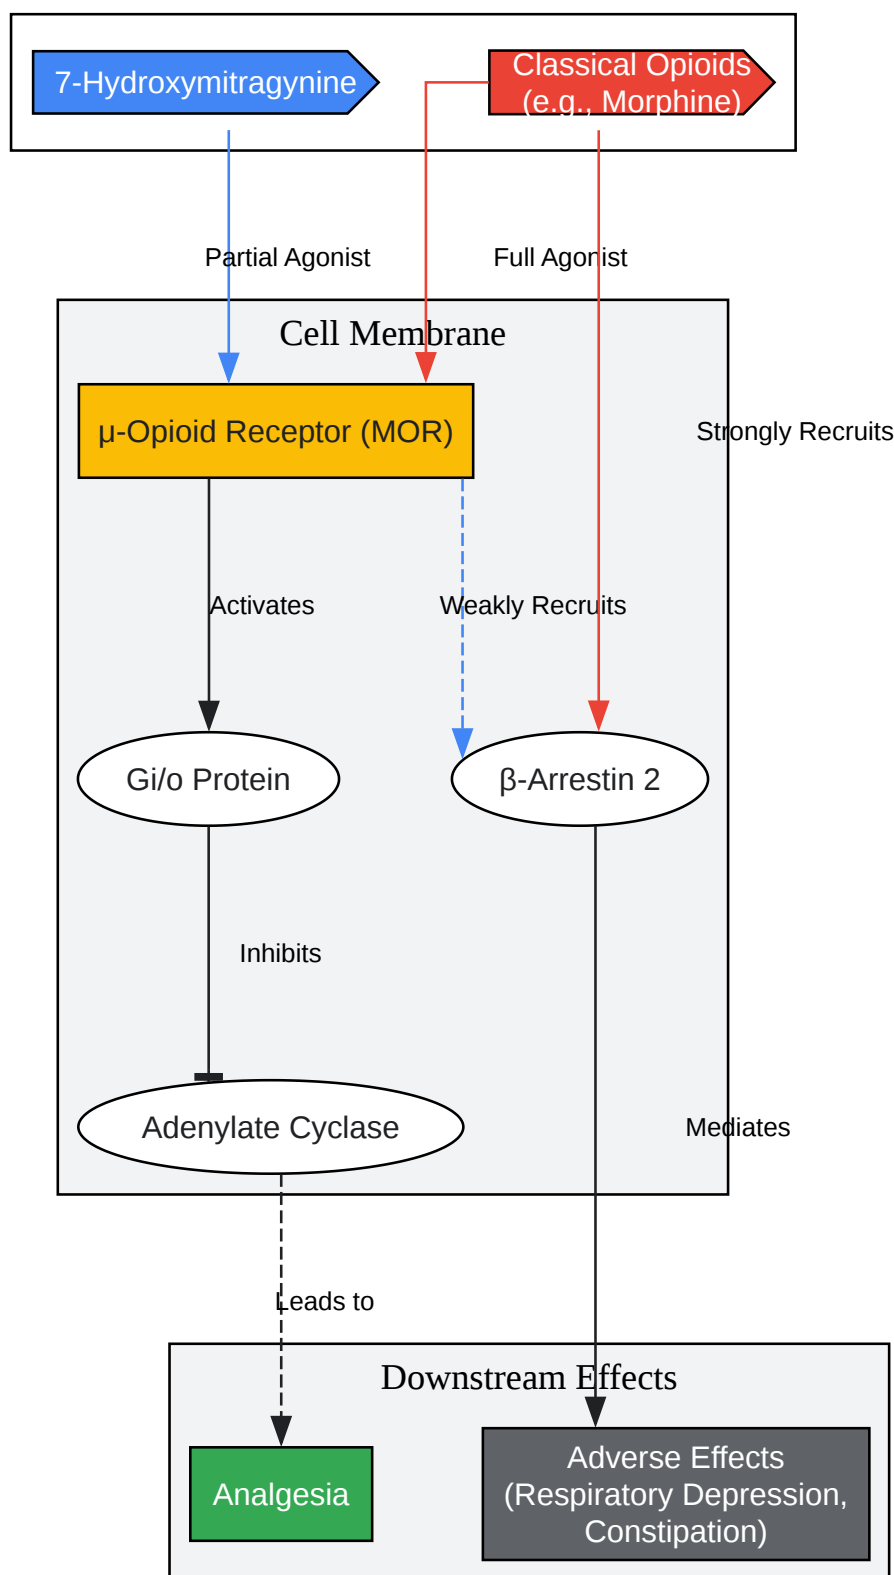 7-Hydroxymitragynine
Classical Opioids
(e.g., Morphine)
Partial Agonist
Full Agonist
Cell Membrane
μ-Opioid Receptor (MOR)
Strongly Recruits
Activates
Weakly Recruits
Gi/o Protein
β-Arrestin 2
Inhibits
Adenylate Cyclase
Mediates
Leads to
Downstream Effects
Analgesia
Adverse Effects
(Respiratory Depression,
Constipation)